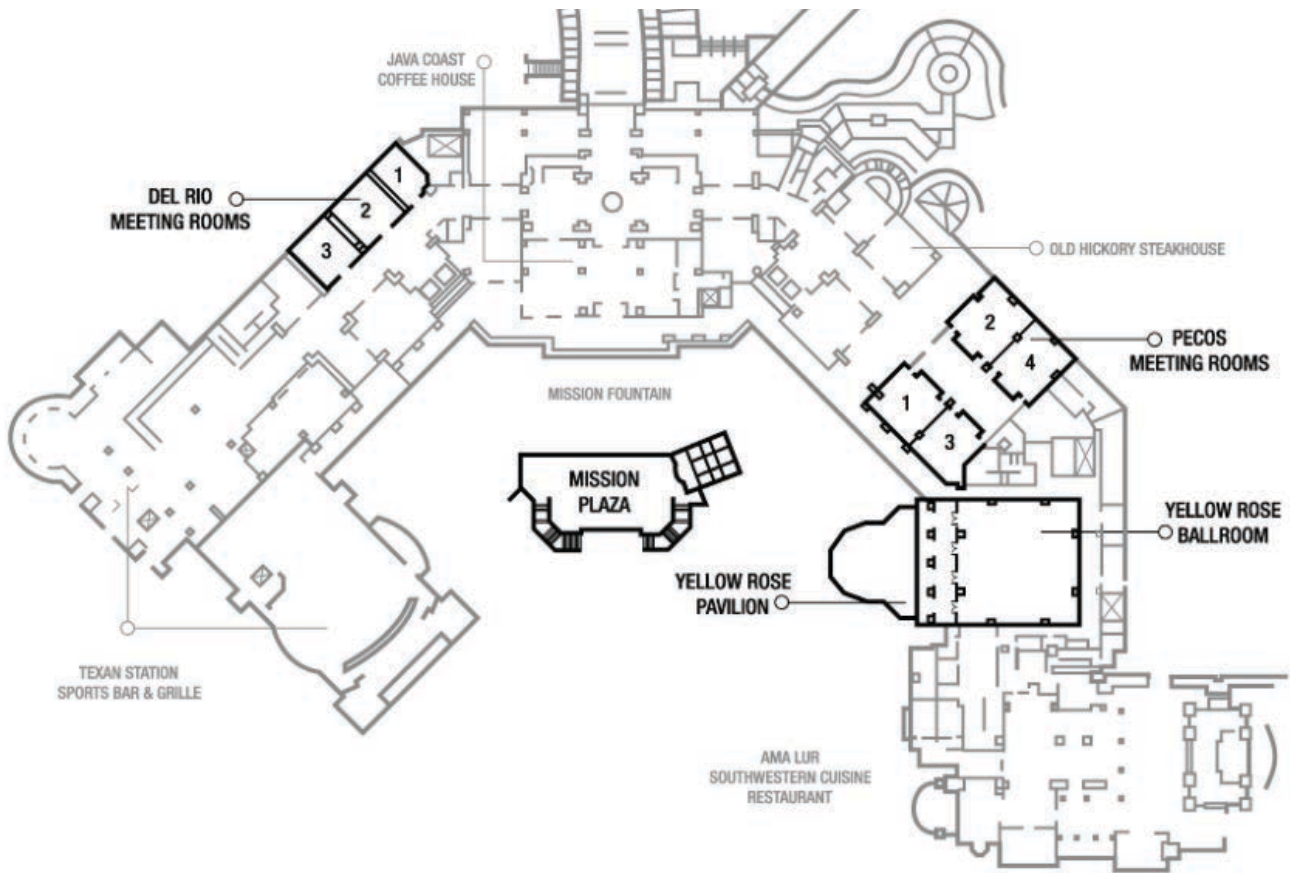 JAVA COAST
COFFEE HOUSE
DEL RIO
MEETING ROOMS
1
2
3
OLD HICKORY STEAKHOUSE
2
4
1
3
PECOS
MEETING ROOMS
MISSION FOUNTAIN
MISSION
PLAZA
YELLOW ROSE
BALLROOM
YELLOW ROSE
PAVILION
TEXAN STATION
SPORTS BAR & GRILLE
AMA LUR
SOUTHWESTERN CUISINE
RESTAURANT